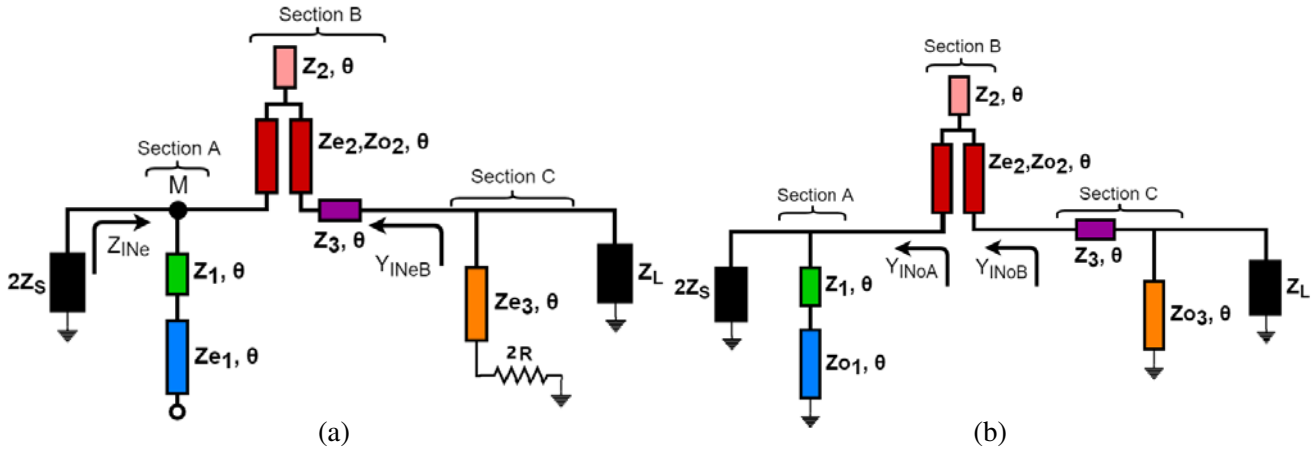 Section B
Z2, θ
Ze2,Zo2, θ
Section A
M
ZINe
2ZS
Z1, θ
Ze1, θ
Z3, θ
YINeB
Section C
Ze3, θ
2R
ZL
(a)
Section B
Z2, θ
Ze2,Zo2, θ
Section A
Section C
YINoA
YINoB
Z3, θ
2ZS
Z1, θ
Zo1, θ
Zo3, θ
ZL
(b)